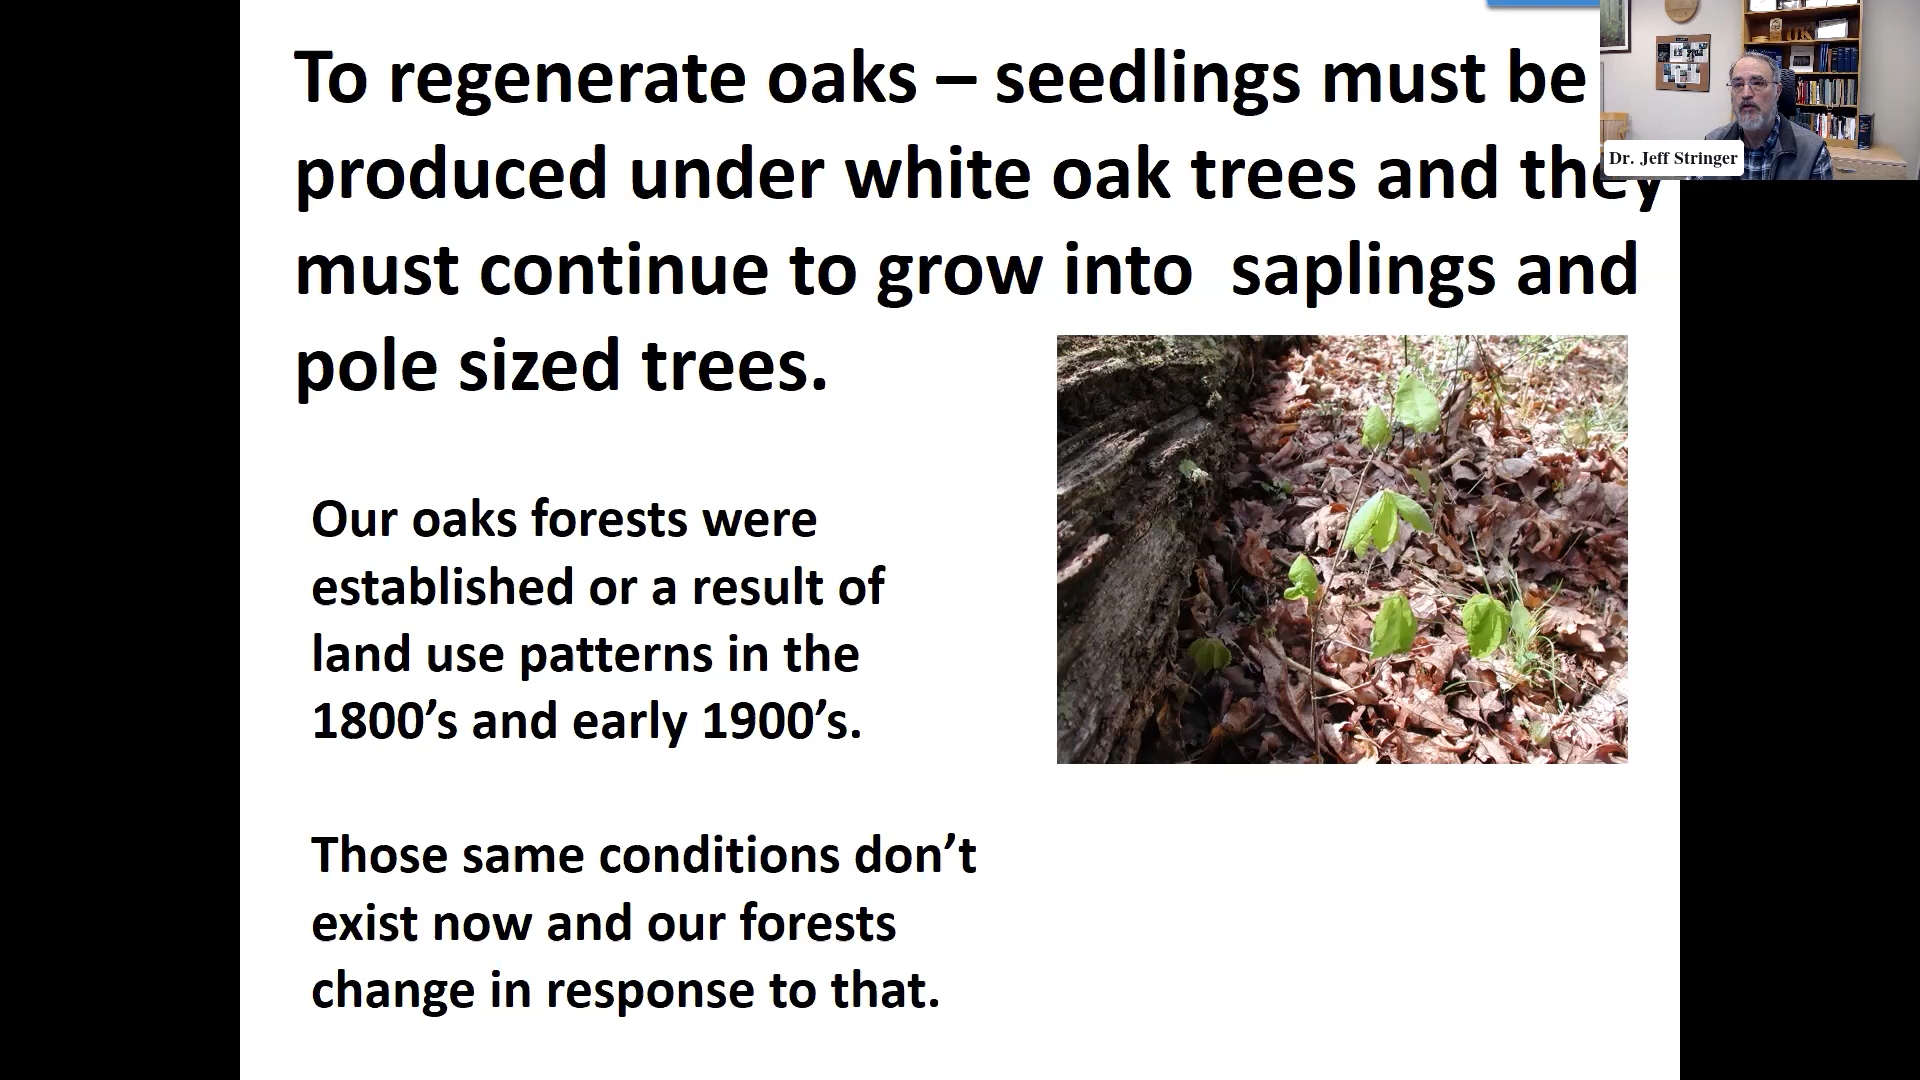 To regenerate oaks – seedlings must be
produced under white oak trees and they
must continue to grow into  saplings and
pole sized trees.
Our oaks forests were
established or a result of
land use patterns in the
1800’s and early 1900’s.
Those same conditions don’t
exist now and our forests
change in response to that.
Dr. Jeff Stringer